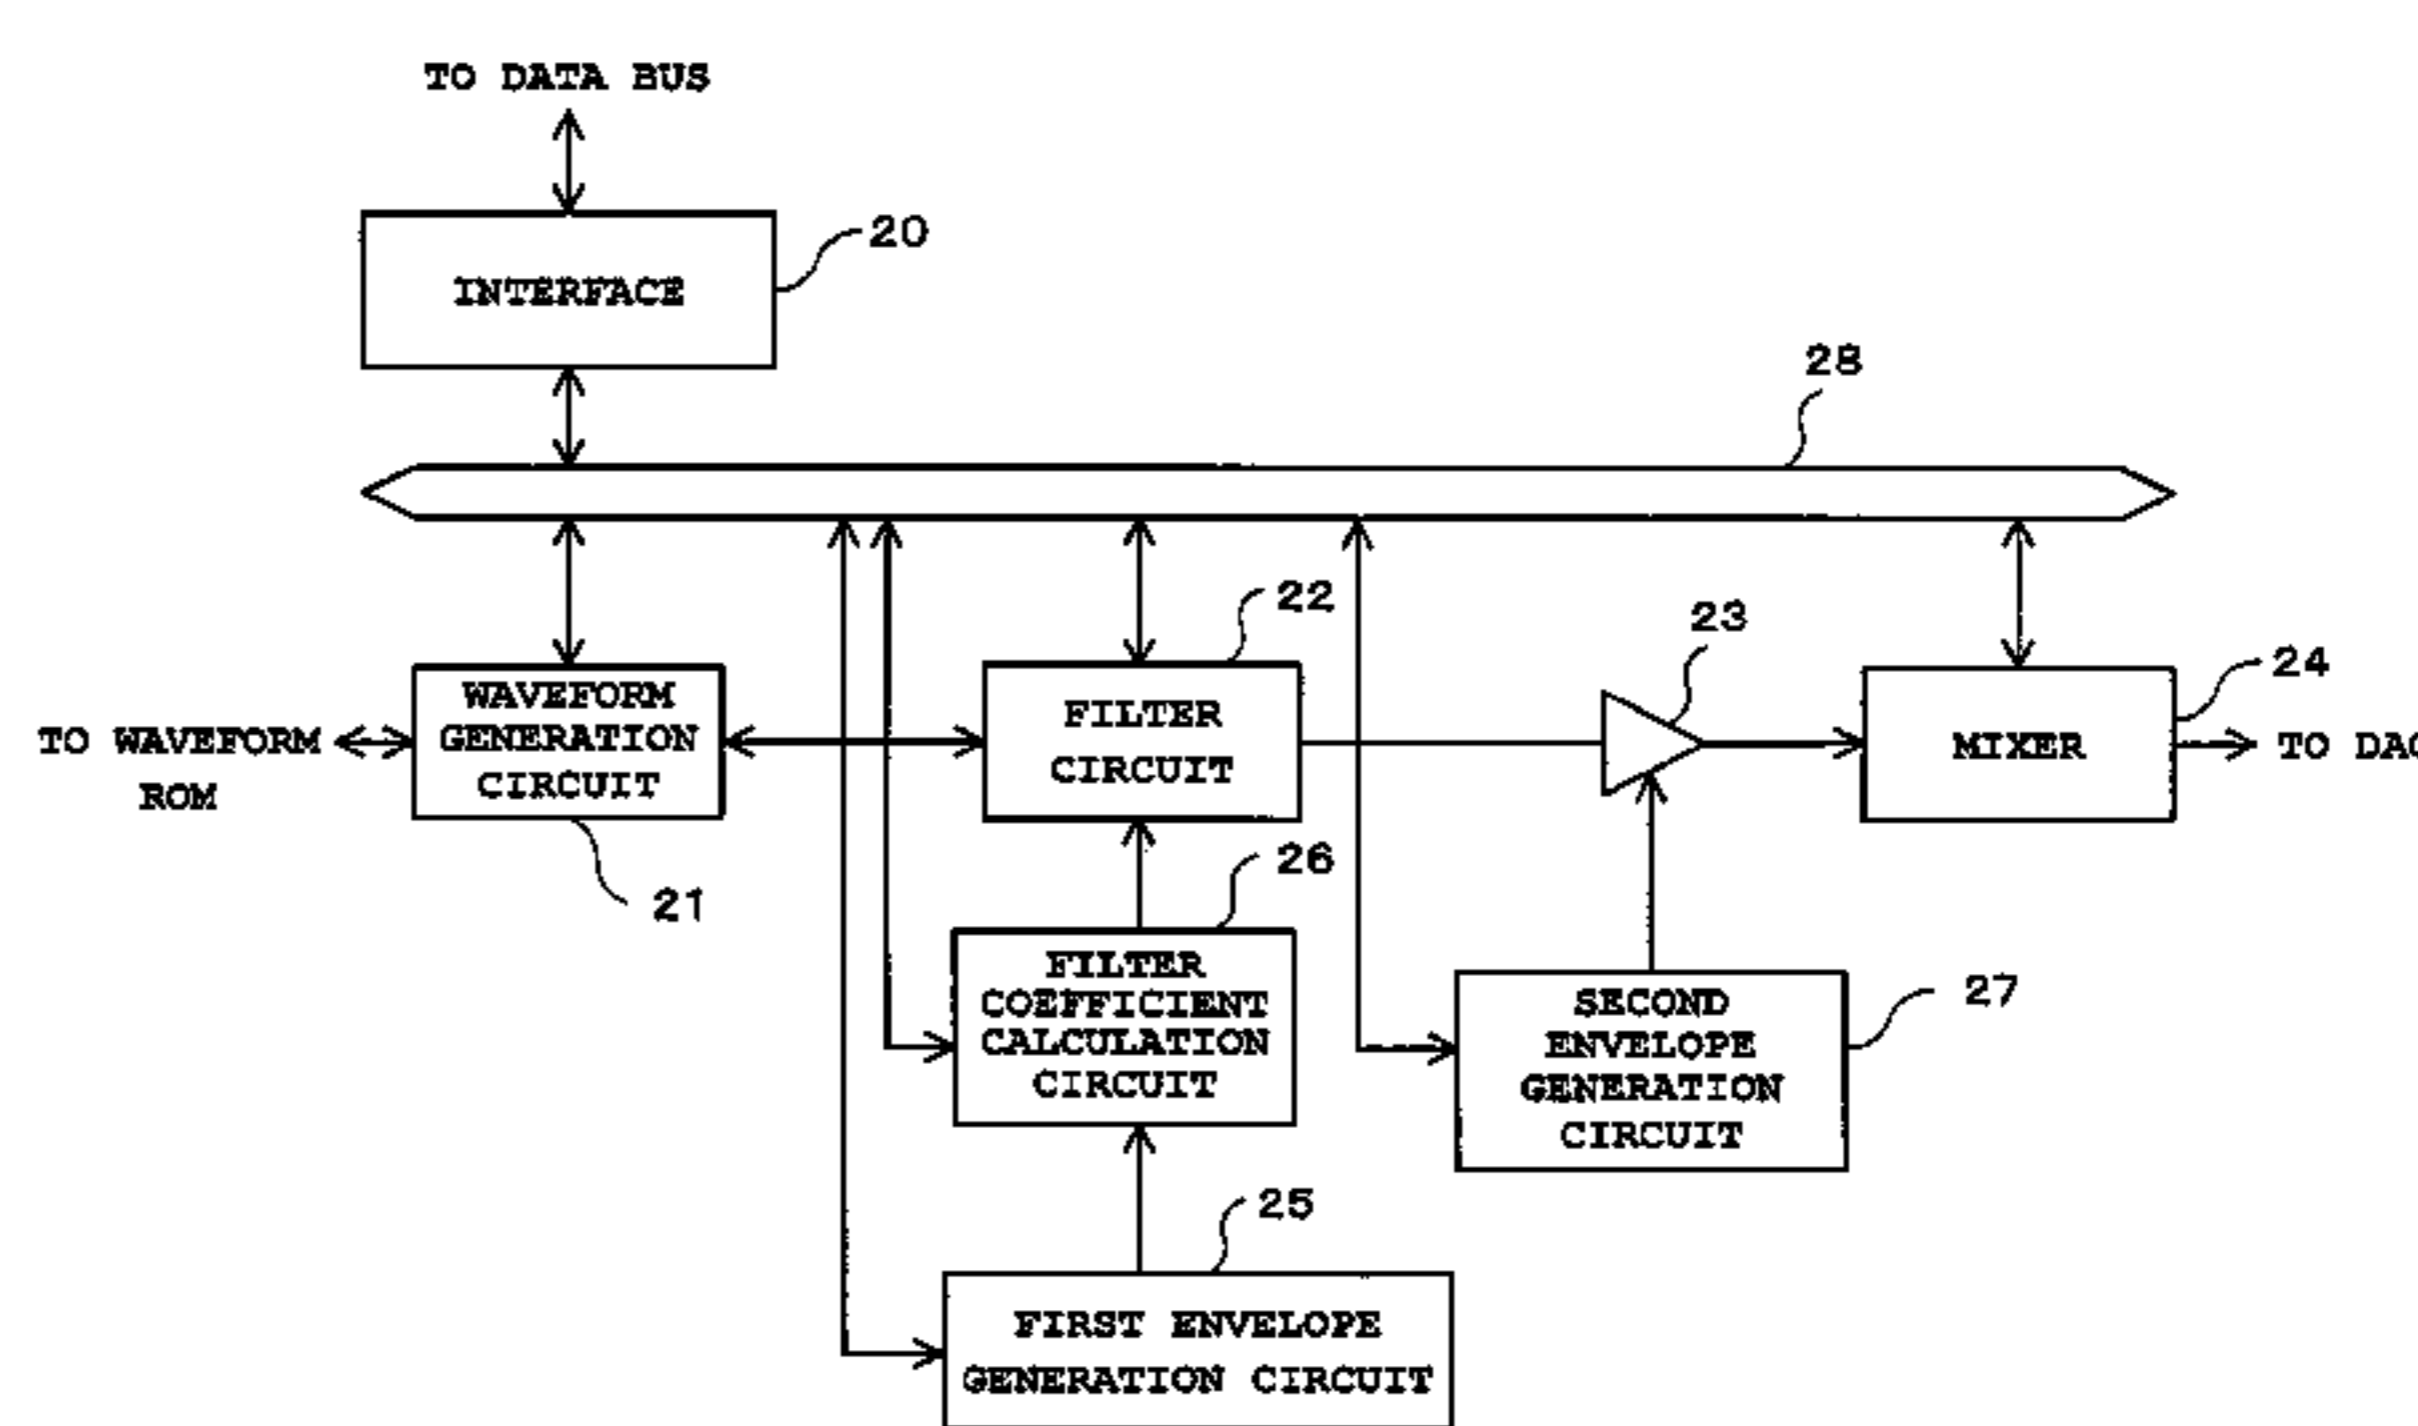 TO DATA BUS
20
INTERFACE
28
22
23
24
WAVEFORM
GENERATION
CIRCUIT
TO WAVEFORM
ROM
FILTER
CIRCUIT
MIXER
TO DAC
21
26
FILTER
COEFFICIENT
CALCULATION
CIRCUIT
SECOND
ENVELOPE
GENERATION
CIRCUIT
27
25
FIRST ENVELOPE
GENERATION CIRCUIT